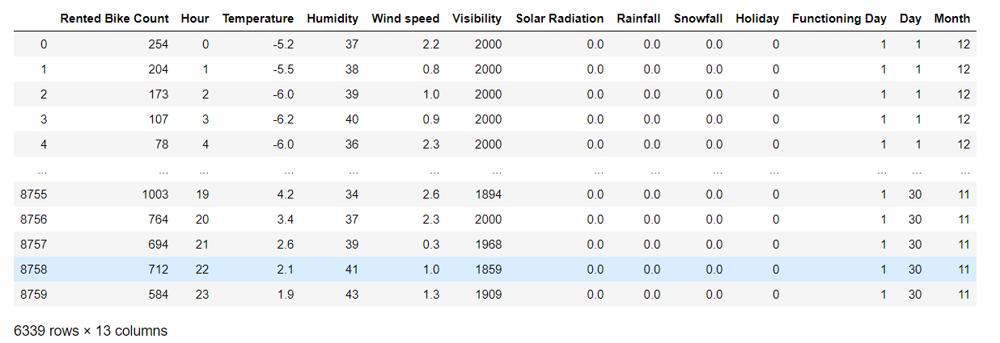 Rented Bike Count Hour Temperature Humidity Wind speed Visibility Solar Radiation Rainfall Snowfall Holiday Functioning Day Day Month
0 254 0 -5.2 37 2.2 2000 0.0 0.0 0.0 0 1 1 12
1 204 1 -5.5 38 0.8 2000 0.0 0.0 0.0 0 1 1 12
2 173 2 -6.0 39 1.0 2000 0.0 0.0 0.0 0 1 1 12
3 107 3 -6.2 40 0.9 2000 0.0 0.0 0.0 0 1 1 12
4 78 4 -6.0 36 2.3 2000 0.0 0.0 0.0 0 1 1 12
... ... ... ... ... ... ... ... ... ... ... ... ... ...
8755 1003 19 4.2 34 2.6 1894 0.0 0.0 0.0 0 1 30 11
8756 764 20 3.4 37 2.3 2000 0.0 0.0 0.0 0 1 30 11
8757 694 21 2.6 39 0.3 1968 0.0 0.0 0.0 0 1 30 11
8758 712 22 2.1 41 1.0 1859 0.0 0.0 0.0 0 1 30 11
8759 584 23 1.9 43 1.3 1909 0.0 0.0 0.0 0 1 30 11
6339 rows × 13 columns